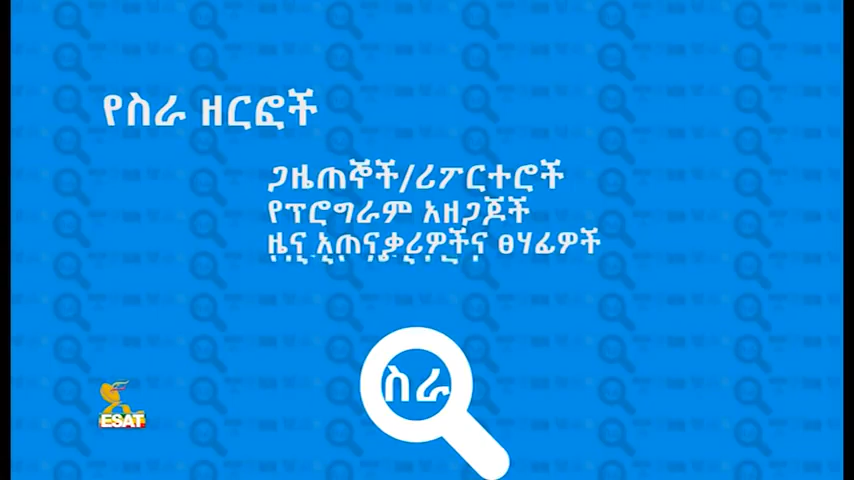 የስራ ዘርፎች
ጋዜጠኞች/ሪፖርተሮች
የፕሮግራም አዘጋጆች
ዜና አጠናቃሪዎችና ፀሃፊዎች
ስራ
ESAT